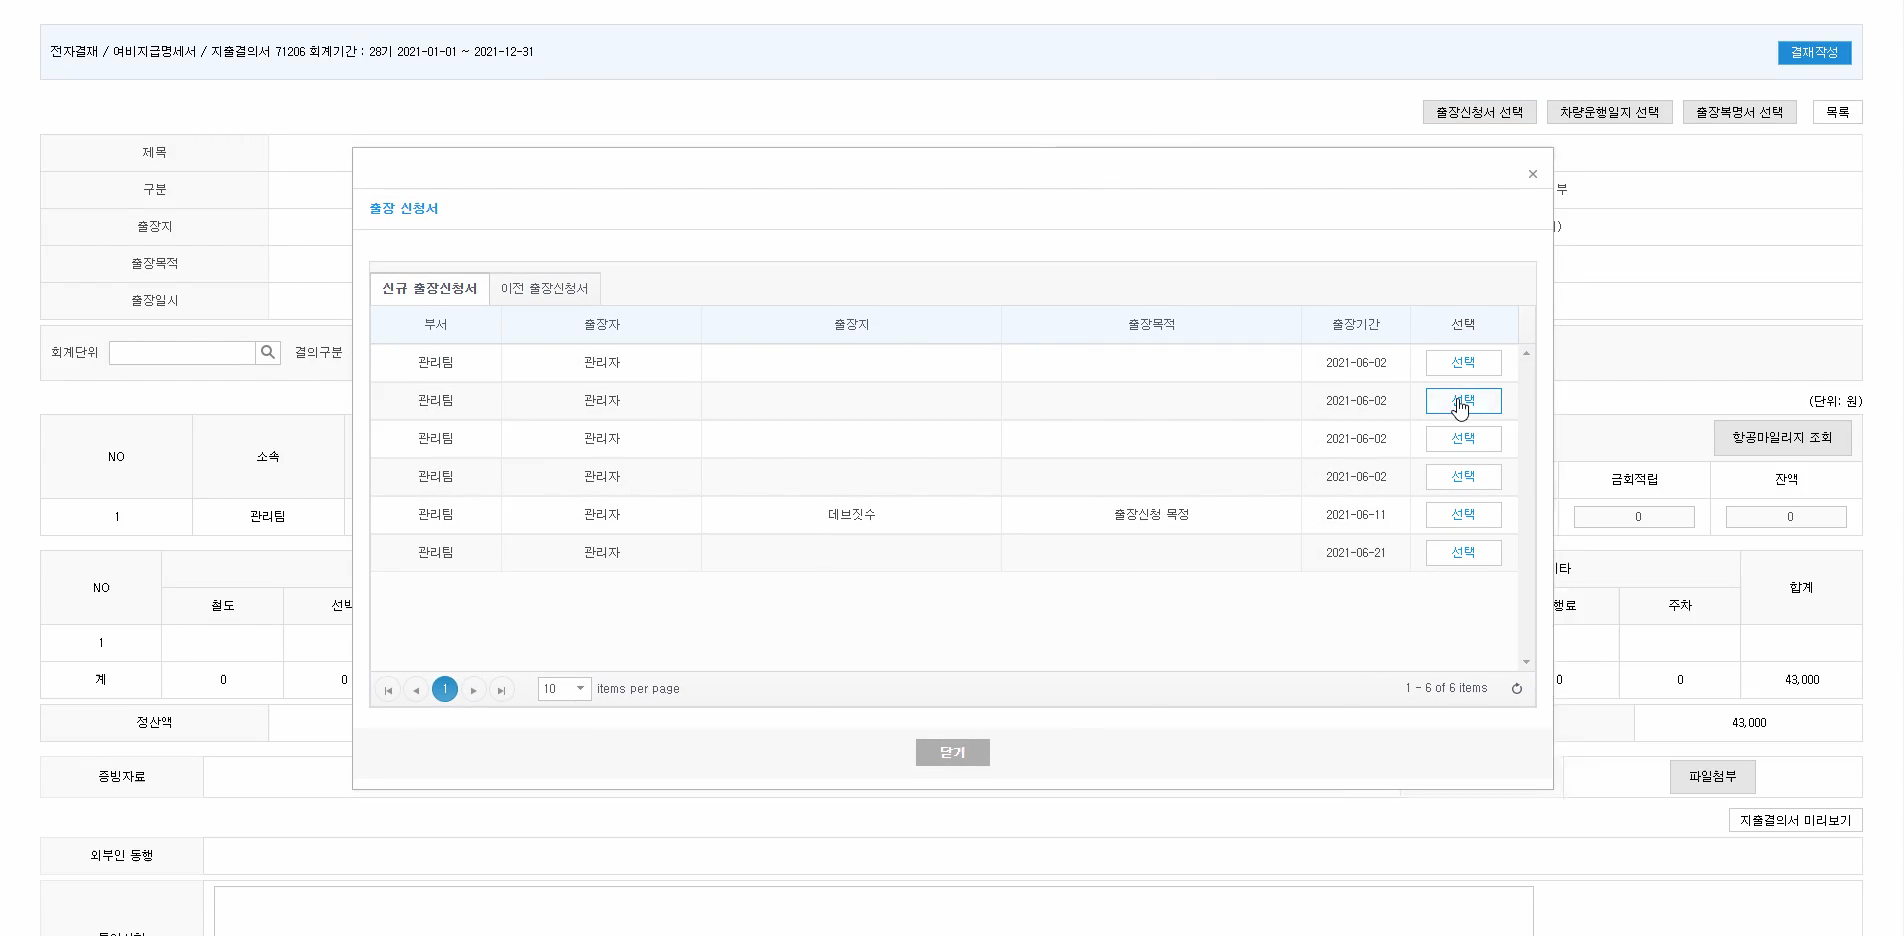 전자결재 / 여비지급명세서 / 지출결의서 71206 회계기간 : 28기 2021-01-01 ~ 2021-12-31
결재작성
출장신청서 선택
차량운행일지 선택
출장복명서 선택
목록
제목
구분
부
출장지
출장목적
출장일시
회계단위
결의구분
×
출장 신청서
신규 출장신청서
이전 출장신청서
부서 출장자 출장지 출장목적 출장기간 선택
관리팀 관리자 2021-06-02 선택
관리팀 관리자 2021-06-02 선택
관리팀 관리자 2021-06-02 선택
관리팀 관리자 2021-06-02 선택
관리팀 관리자 데브짓수 출장신청 목정 2021-06-11 선택
관리팀 관리자 2021-06-21 선택
1
10 items per page
1 - 6 of 6 items
닫기
(단위: 원)
항공마일리지 조회
NO 소속
금회적립 잔액
1 관리팀
0 0
NO
합계
철도
주차
1
계 0 0 0 0 43,000
정산액
43,000
증빙자료
파일첨부
지출결의서 미리보기
외부인 동행